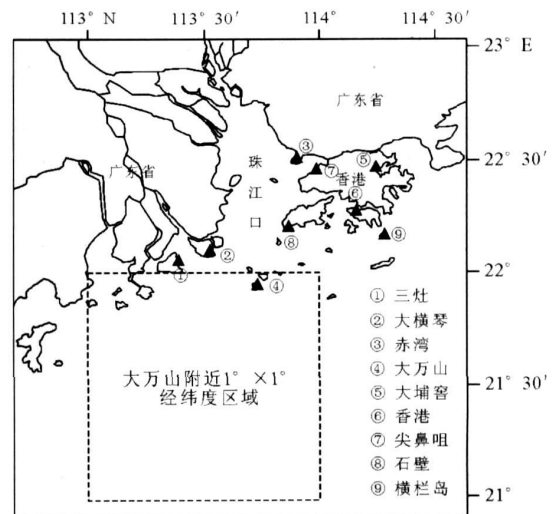 113° N 113° 30′ 114°
23° E
广东省
③
珠江口
⑤
22° 30′
⑦
香港
广东省
⑥
⑧
⑨
②
①
22°
④
① 三灶
② 大横琴
③ 赤湾
④ 大万山
⑤ 大埔窖
⑥ 香港
⑦ 尖鼻咀
⑧ 石壁
⑨ 横栏岛
大万山附近1° ×1°
经纬度区域
21° 30′
21°